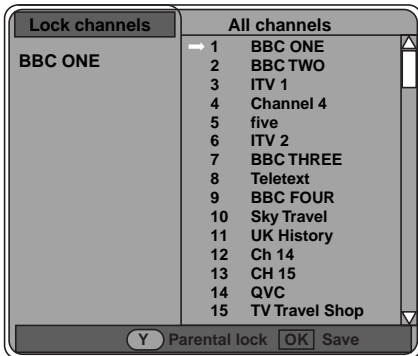 Lock channels
All channels
BBC ONE
1 BBC ONE
2 BBC TWO
3 ITV 1
4 Channel 4
5 five
6 ITV 2
7 BBC THREE
8 Teletext
9 BBC FOUR
10 Sky Travel
11 UK History
12 Ch 14
13 CH 15
14 QVC
15 TV Travel Shop
Y Parental lock OK Save